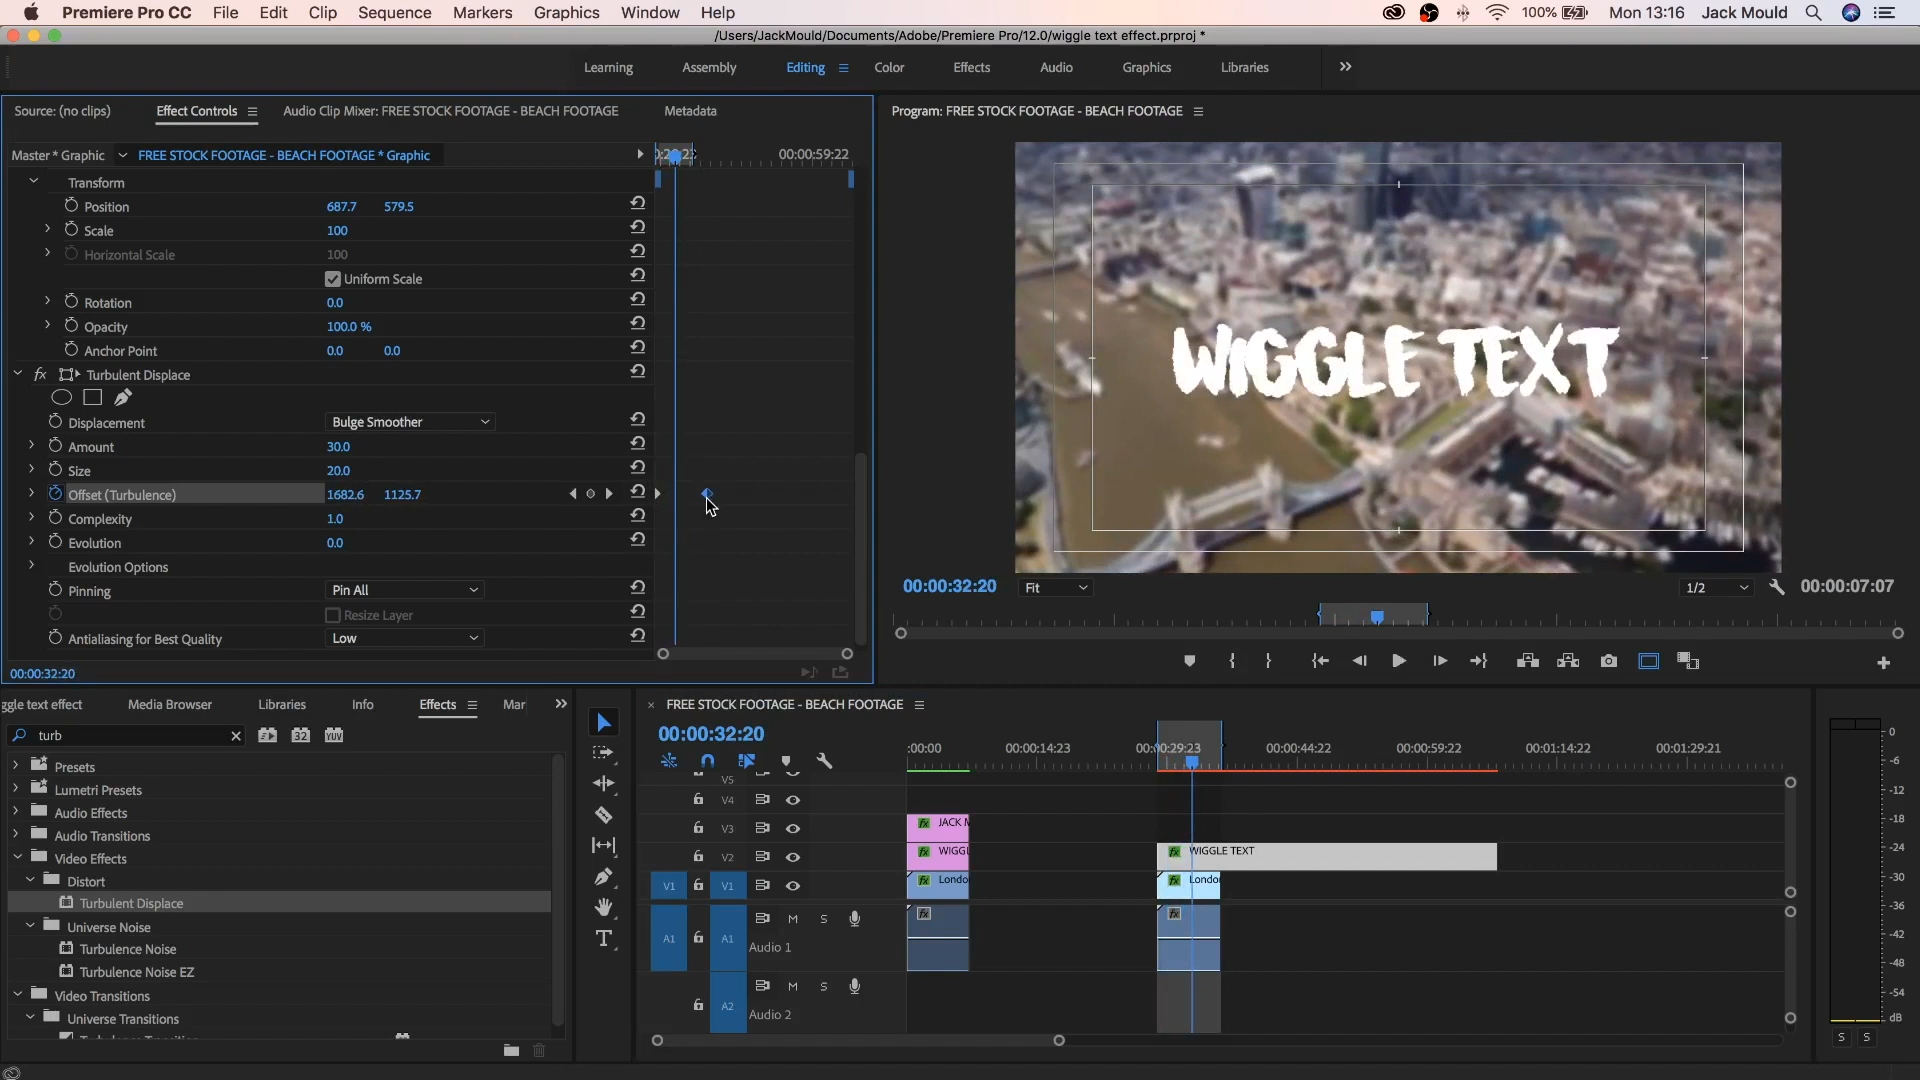 Premiere Pro CC File Edit Clip Sequence Markers Graphics Window Help 100% Mon 13:16 Jack Mould
/Users/JackMould/Documents/Adobe/Premiere Pro/12.0/wiggle text effect.prproj *
Learning Assembly Editing Color Effects Audio Graphics Libraries
Source: (no clips) Effect Controls Audio Clip Mixer: FREE STOCK FOOTAGE - BEACH FOOTAGE Metadata
Program: FREE STOCK FOOTAGE - BEACH FOOTAGE
Master * Graphic FREE STOCK FOOTAGE - BEACH FOOTAGE * Graphic 00:00:59:22
Transform
Position 687.7 579.5
Scale 100
Horizontal Scale 100
Uniform Scale
Rotation 0.0
Opacity 100.0 %
Anchor Point 0.0 0.0
fx Turbulent Displace
Displacement Bulge Smoother
Amount 30.0
Size 20.0
Offset (Turbulence) 1682.6 1125.7
Complexity 1.0
Evolution 0.0
Evolution Options
Pinning Pin All
Resize Layer
Antialiasing for Best Quality Low
00:00:32:20
WIGGLE TEXT
00:00:32:20 Fit 1/2 00:00:07:07
ggle text effect Media Browser Libraries Info Effects Mar
turb 32 YUV
Presets
Lumetri Presets
Audio Effects
Audio Transitions
Video Effects
Distort
Turbulent Displace
Universe Noise
Turbulence Noise
Turbulence Noise EZ
Video Transitions
Universe Transitions
FREE STOCK FOOTAGE - BEACH FOOTAGE
00:00:32:20
:00:00 00:00:14:23 00:00:29:23 00:00:44:22 00:00:59:22 00:01:14:22 00:01:29:21
V5
V4
V3 fx JACK M
V2 fx WIGGL fx WIGGLE TEXT
V1 V1 fx Londo fx Londo
A1 A1 M S fx fx
Audio 1
A2 M S
Audio 2
0
-6
-12
-18
-24
-30
-36
-42
-48
-54
dB
S S